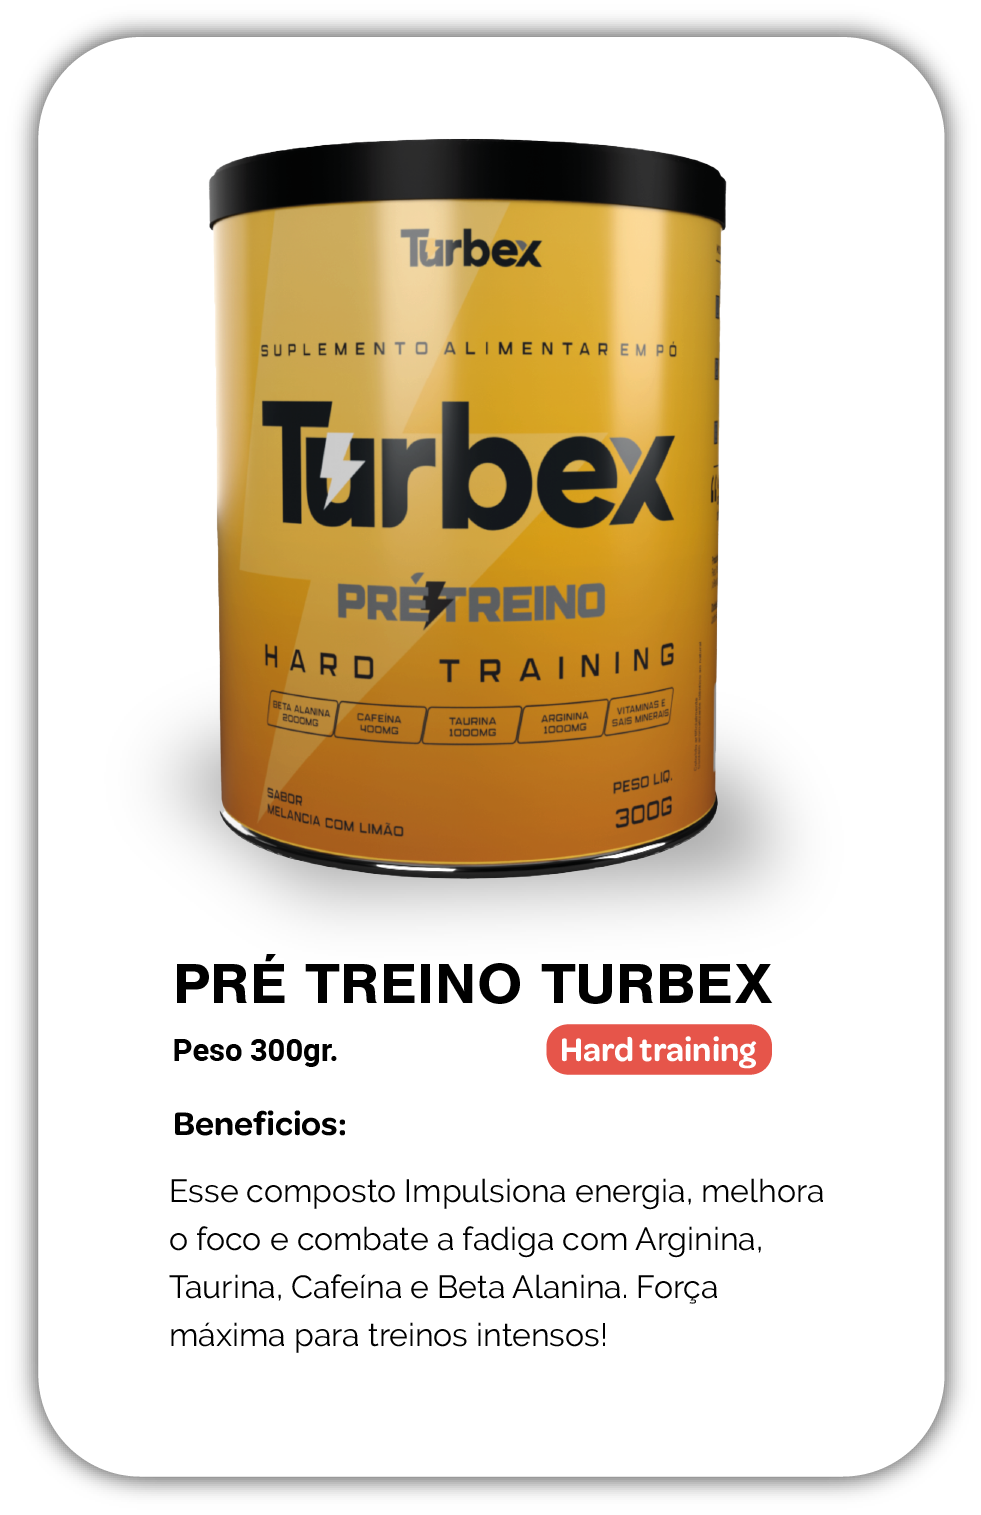 Turbex
SUPLEMENTO ALIMENTAR EM PÓ
Turbex
PRÉ TREINO
HARD TRAINING
BETA ALANINA
2000MG
CAFEÍNA
400MG
TAURINA
1000MG
ARGININA
1000MG
VITAMINAS E
SAIS MINERAIS
SABOR
MELANCIA COM LIMÃO
PESO LIQ.
300G
PRÉ TREINO TURBEX
Peso 300gr.
Hard training
Beneficios:
Esse composto Impulsiona energia, melhora
o foco e combate a fadiga com Arginina,
Taurina, Cafeína e Beta Alanina. Força
máxima para treinos intensos!